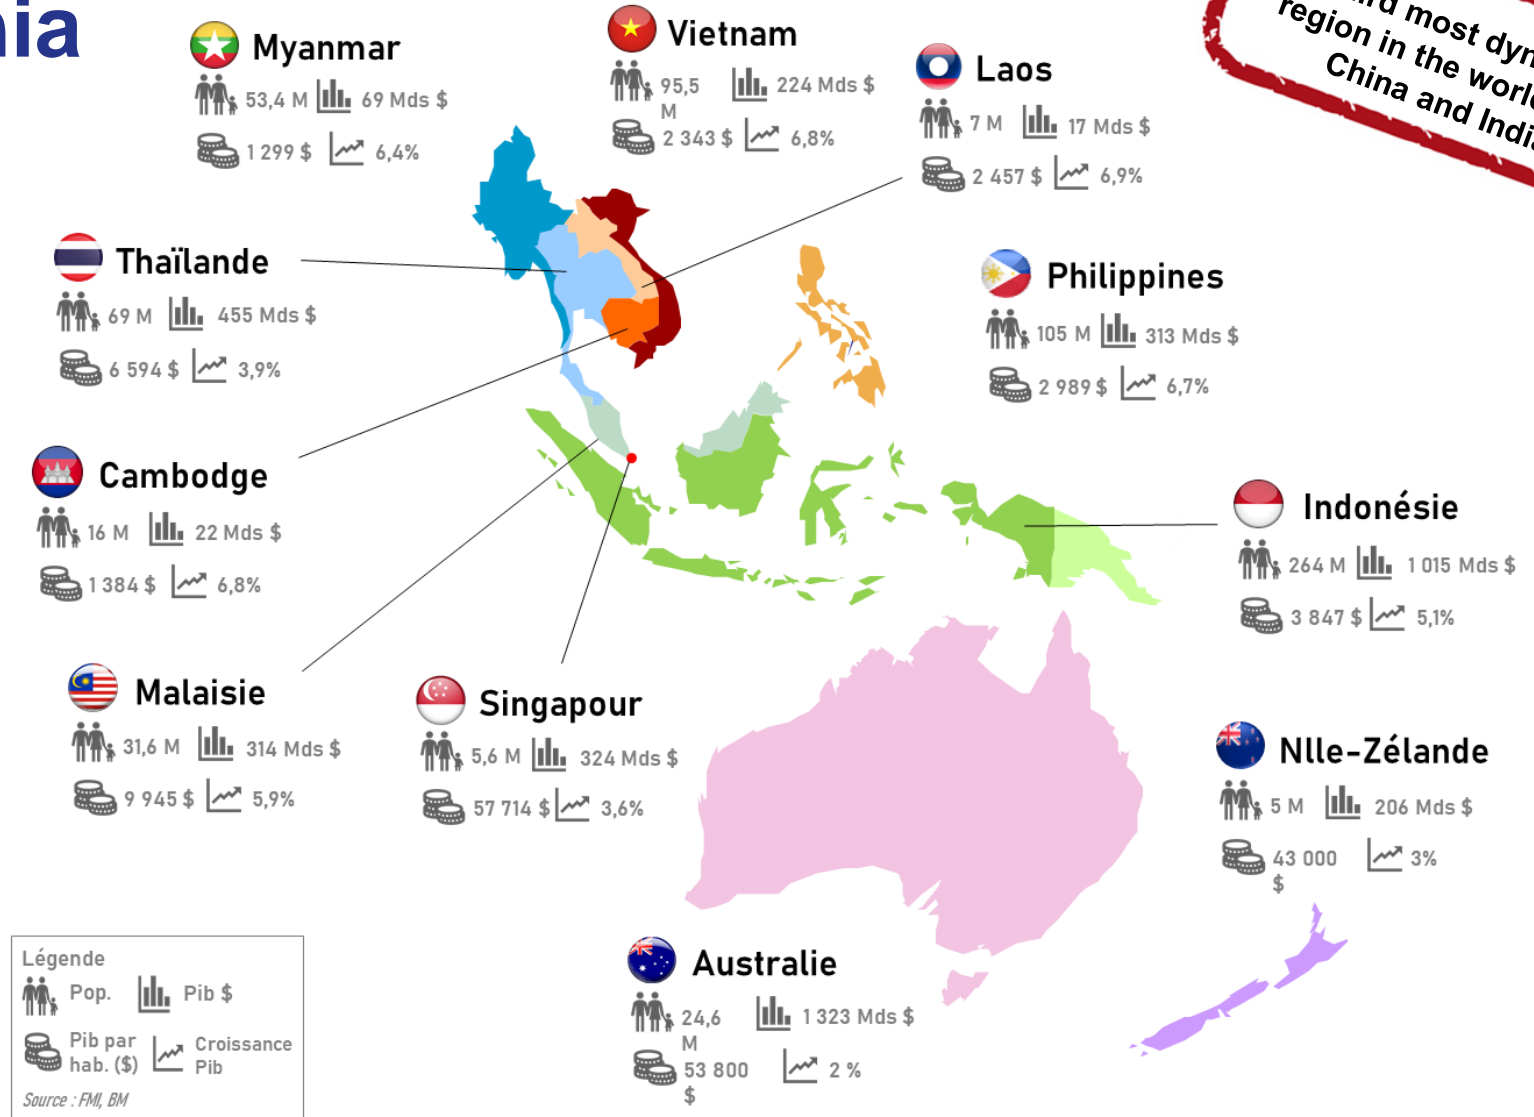 Myanmar
53,4 M 69 Mds $
1 299 $ 6,4%
Vietnam
95,5 M 224 Mds $
2 343 $ 6,8%
Laos
7 M 17 Mds $
2 457 $ 6,9%
most
region in the
China and
Thaïlande
69 M 455 Mds $
6 594 $ 3,9%
Philippines
105 M 313 Mds $
2 989 $ 6,7%
Cambodge
16 M 22 Mds $
1 384 $ 6,8%
Indonésie
264 M 1 015 Mds $
3 847 $ 5,1%
Malaisie
31,6 M 314 Mds $
9 945 $ 5,9%
Singapour
5,6 M 324 Mds $
57 714 $ 3,6%
Nlle-Zélande
5 M 206 Mds $
43 000 $ 3%
Australie
24,6 M 1 323 Mds $
53 800 $ 2 %
Légende
Pop. Pib $
Pib par hab. ($) Croissance Pib
Source : FMI, BM